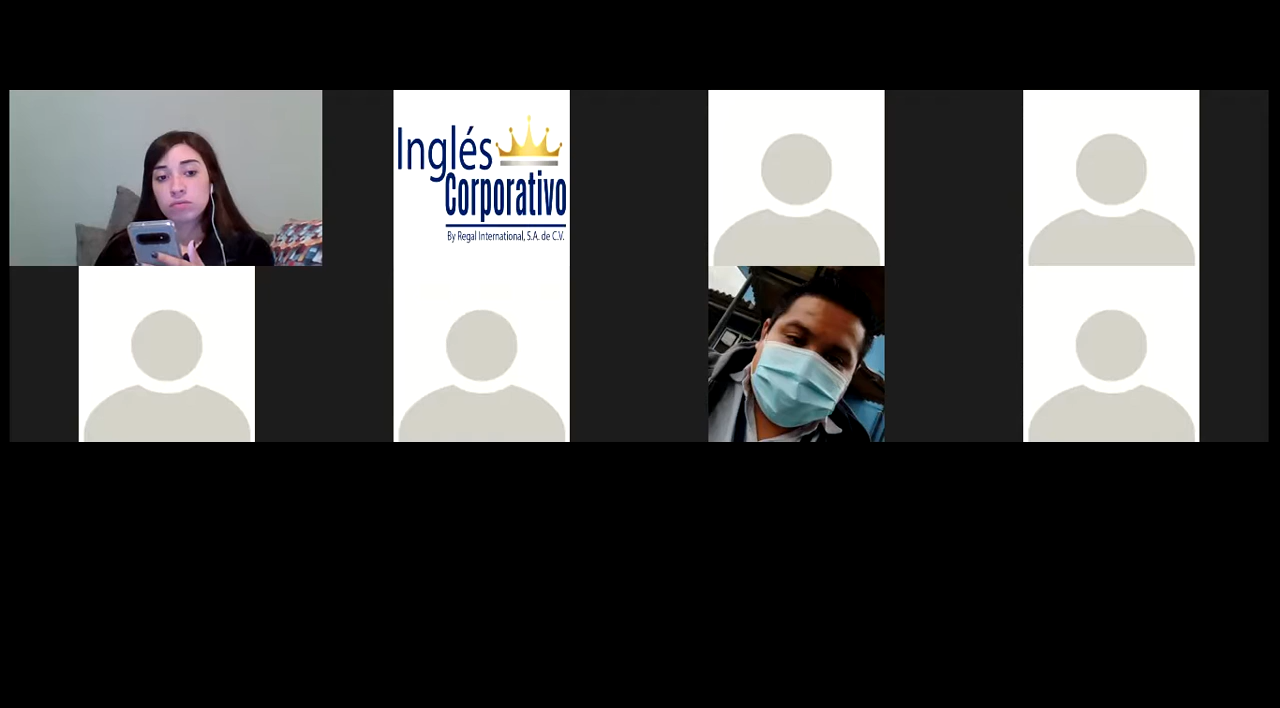 Inglés
Corporativo
By Regal International, S.A. de C.V.